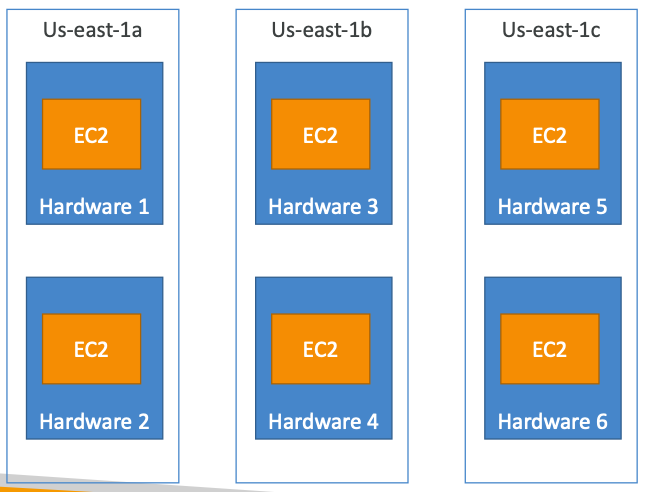 Us-east-1a
Us-east-1b
Us-east-1c
EC2
EC2
EC2
Hardware 1
Hardware 3
Hardware 5
EC2
EC2
EC2
Hardware 2
Hardware 4
Hardware 6